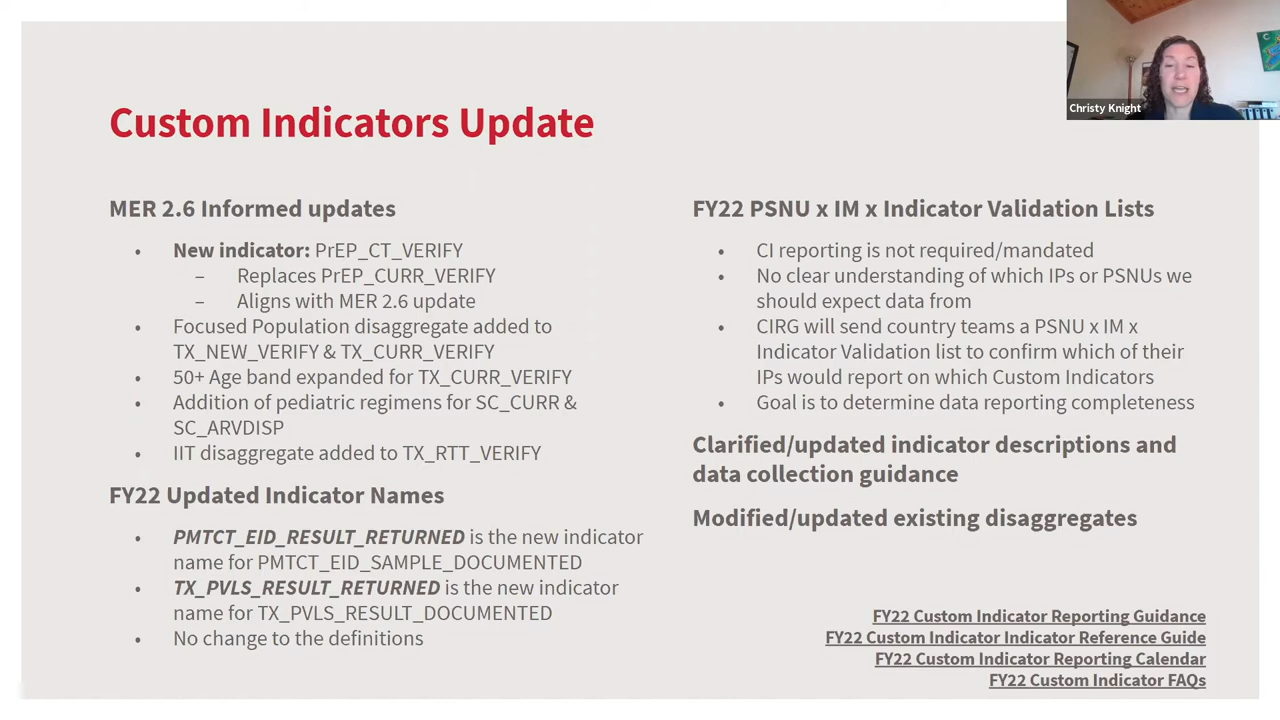 Christy Knight
Custom Indicators Update
MER 2.6 Informed updates
• New indicator: PrEP_CT_VERIFY
– Replaces PrEP_CURR_VERIFY
– Aligns with MER 2.6 update
• Focused Population disaggregate added to
TX_NEW_VERIFY & TX_CURR_VERIFY
• 50+ Age band expanded for TX_CURR_VERIFY
• Addition of pediatric regimens for SC_CURR &
SC_ARVDISP
• IIT disaggregate added to TX_RTT_VERIFY
FY22 Updated Indicator Names
• PMTCT_EID_RESULT_RETURNED is the new indicator
name for PMTCT_EID_SAMPLE_DOCUMENTED
• TX_PVLS_RESULT_RETURNED is the new indicator
name for TX_PVLS_RESULT_DOCUMENTED
• No change to the definitions
FY22 PSNU x IM x Indicator Validation Lists
• CI reporting is not required/mandated
• No clear understanding of which IPs or PSNUs we
should expect data from
• CIRG will send country teams a PSNU x IM x
Indicator Validation list to confirm which of their
IPs would report on which Custom Indicators
• Goal is to determine data reporting completeness
Clarified/updated indicator descriptions and
data collection guidance
Modified/updated existing disaggregates
FY22 Custom Indicator Reporting Guidance
FY22 Custom Indicator Indicator Reference Guide
FY22 Custom Indicator Reporting Calendar
FY22 Custom Indicator FAQs